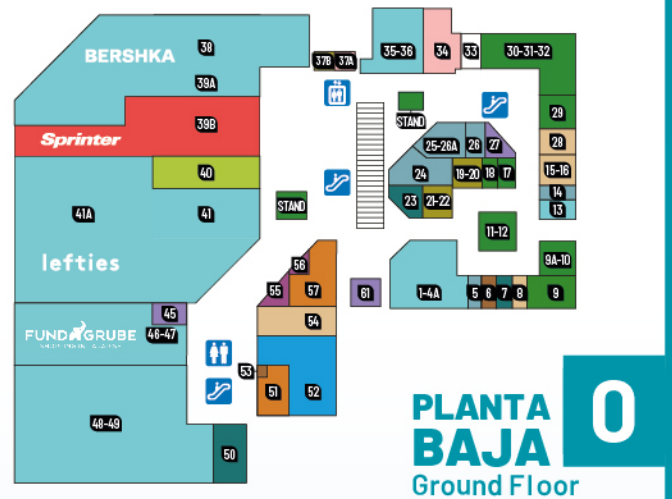 35-36
34
33
30-31-32
38
BERSHKA
37B
37A
39A
29
STAND
39B
Sprinter
25-26A
26
27
28
40
24
19-20
18
17
15-16
14
41A
41
STAND
23
21-22
13
11-12
lefties
56
9A-10
55
57
61
1-4A
5
6
7
8
9
45
54
FUNDGRUBE
46-47
53
51
52
48-49
50
PLANTA
BAJA
0
Ground Floor